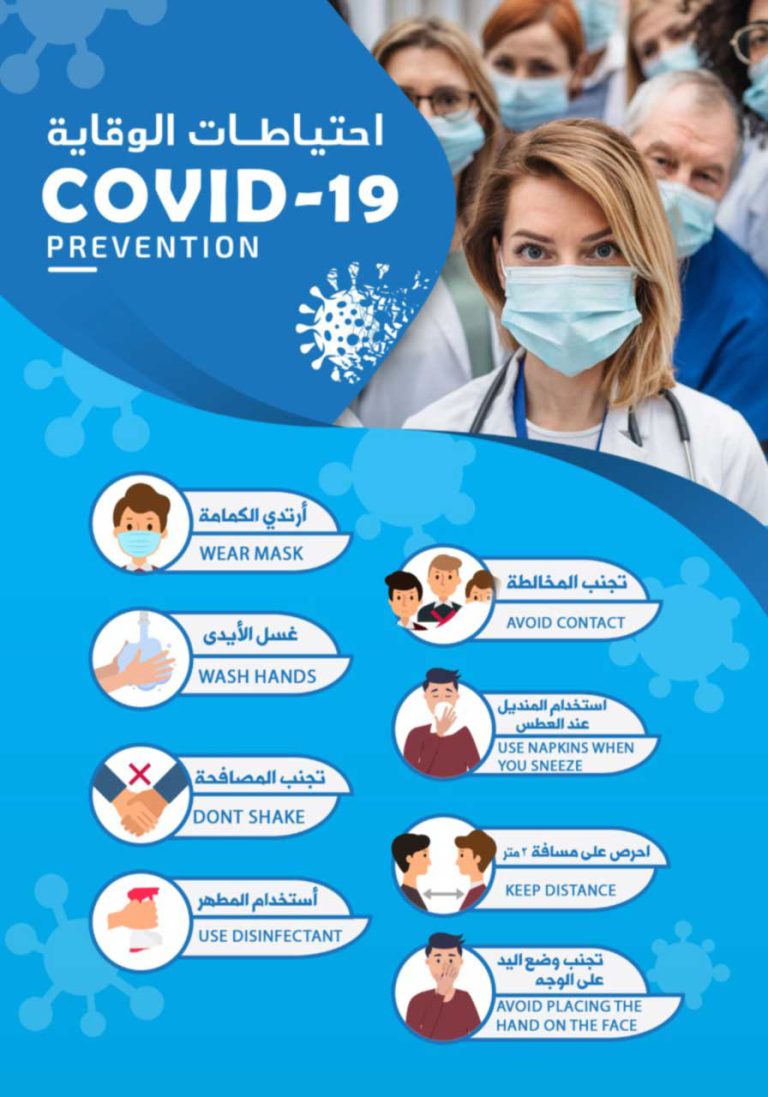 احتياطات الوقاية
COVID-19
PREVENTION
أرتدي الكمامة
WEAR MASK
غسل الأيدى
WASH HANDS
تجنب المصافحة
DONT SHAKE
أستخدام المطهر
USE DISINFECTANT
تجنب المخالطة
AVOID CONTACT
استخدام المنديل
عند العطس
USE NAPKINS WHEN
YOU SNEEZE
احرص على مسافة ٢ متر
KEEP DISTANCE
تجنب وضع اليد
على الوجه
AVOID PLACING THE
HAND ON THE FACE